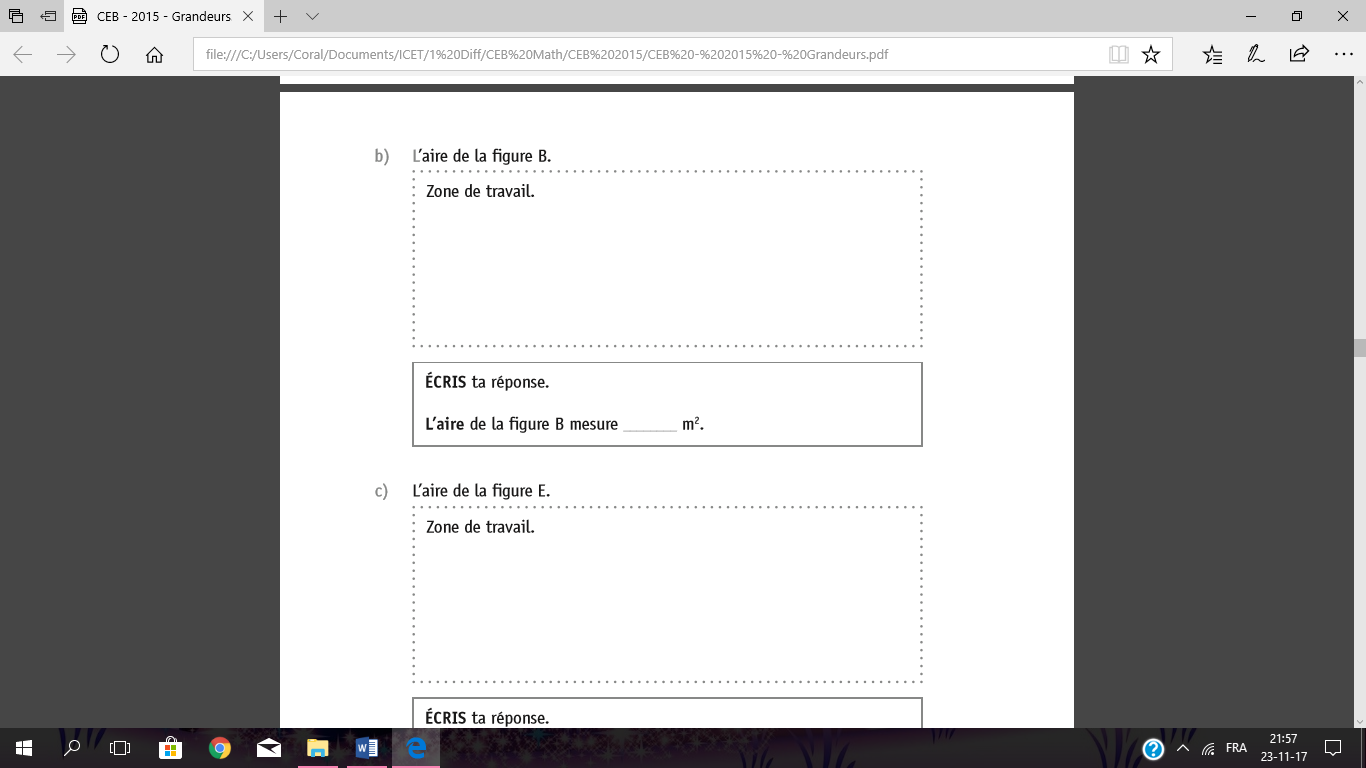 CEB - 2015 - Grandeurs
file:///C:/Users/Coral/Documents/ICET/1%20Diff/CEB%20Math/CEB%202015/CEB%20-%202015%20-%20Grandeurs.pdf
b) L'aire de la figure B.
Zone de travail.
ÉCRIS ta réponse.
L'aire de la figure B mesure _______ m².
c) L'aire de la figure E.
Zone de travail.
ÉCRIS ta réponse.
FRA
21:57
23-11-17